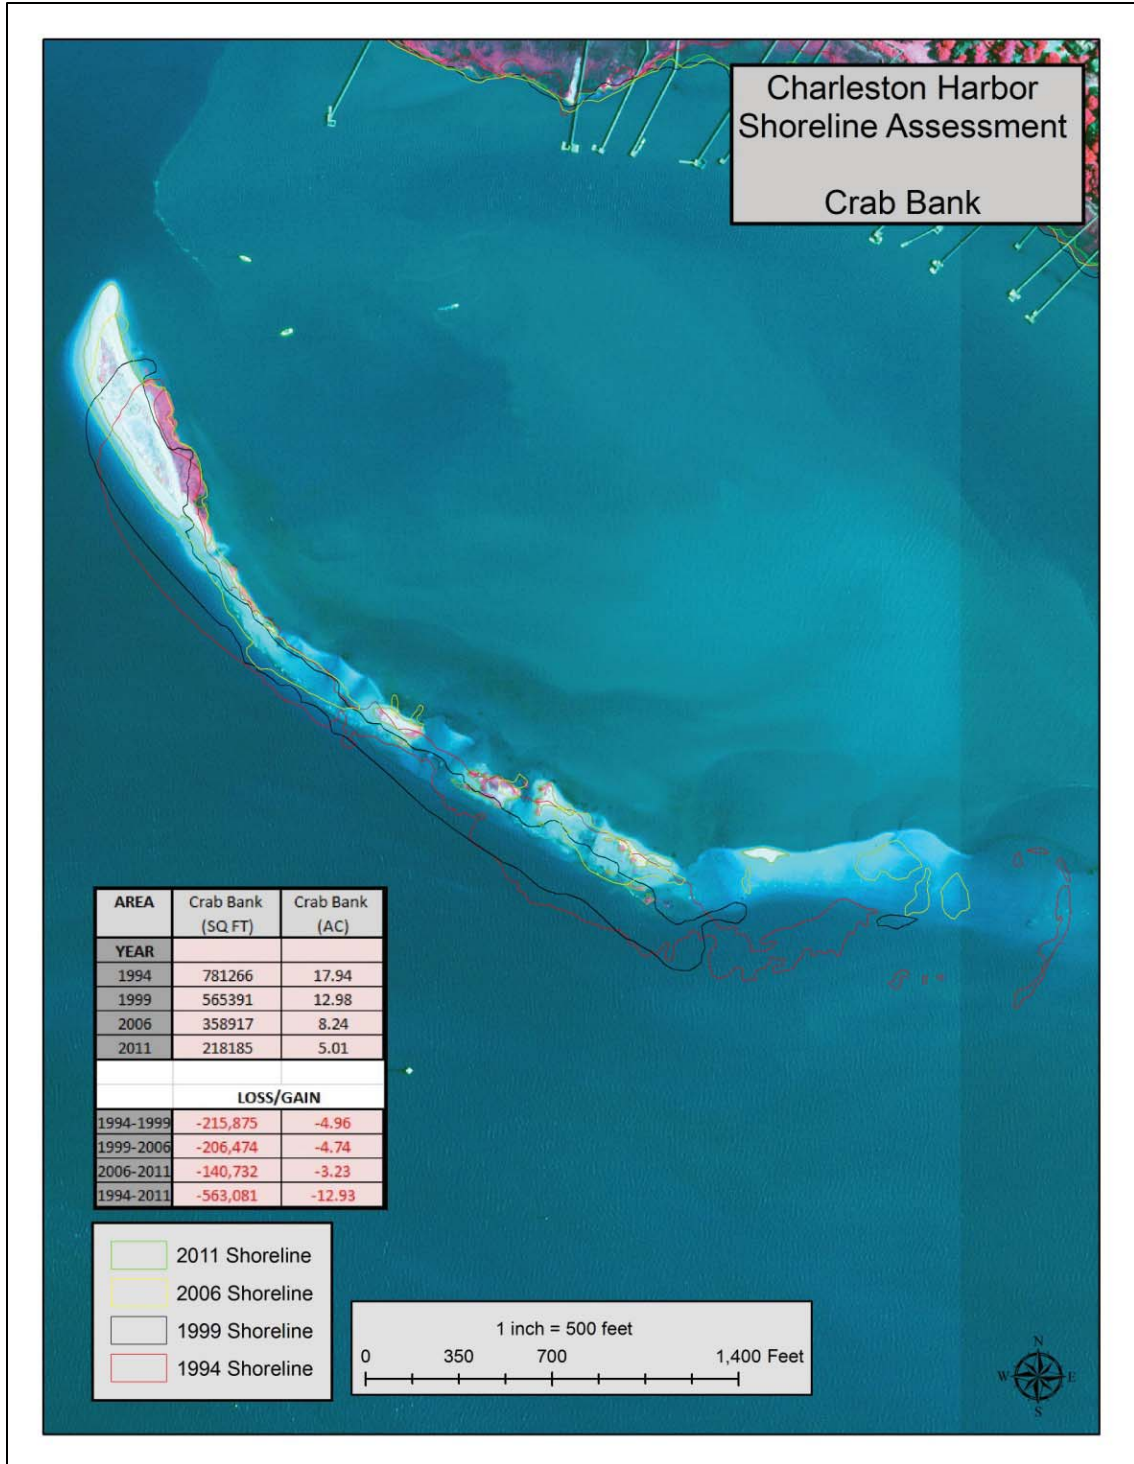 Charleston Harbor
Shoreline Assessment
Crab Bank
AREA Crab Bank (SQ FT) Crab Bank (AC)
YEAR
1994 781266 17.94
1999 565391 12.98
2006 358917 8.24
2011 218185 5.01
LOSS/GAIN
1994-1999 -215,875 -4.96
1999-2006 -206,474 -4.74
2006-2011 -140,732 -3.23
1994-2011 -563,081 -12.93
2011 Shoreline
2006 Shoreline
1999 Shoreline
1994 Shoreline
1 inch = 500 feet
0 350 700 1,400 Feet
N
W E
S